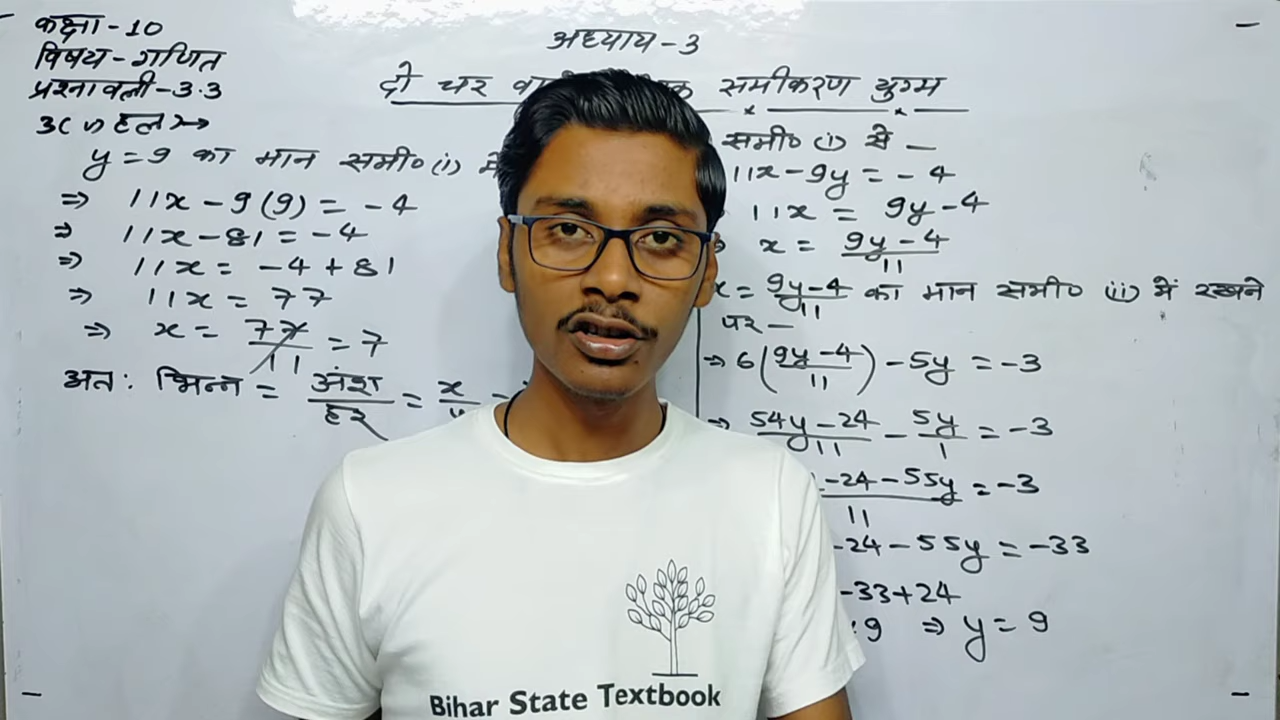 कक्षा-10
विषय-गणित
प्रश्नावली-3.3
3( v) हल →
अध्याय-3
दो चर समीकरण युग्म
y = 9 का मान समी० (i)
⇒ 11x - 9(9) = -4
⇒ 11x - 81 = -4
⇒ 11x = -4 + 81
⇒ 11x = 77
⇒ x = 77/11 = 7
अतः भिन्न = अंश/हर = x/y =
समी० (i) से —
11x - 9y = - 4
11x = 9y - 4
x = 9y - 4/11
x = 9y - 4/11 का मान समी० (ii) में रखने
पर —
⇒ 6(9y - 4/11) - 5y = -3
⇒ 54y - 24/11 - 5y/1 = -3
- 24 - 55y/11 = -3
- 24 - 55y = -33
-33 + 24
9 ⇒ y = 9
Bihar State Textbook